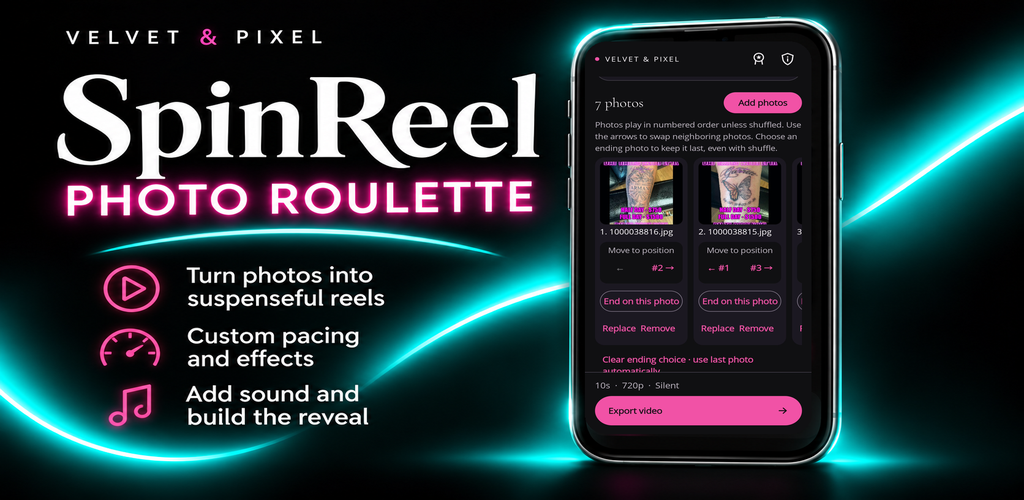 VELVET & PIXEL
SpinReel
PHOTO ROULETTE
Turn photos into
suspenseful reels
Custom pacing
and effects
Add sound and
build the reveal
VELVET & PIXEL
7 photos
Add photos
Photos play in numbered order unless shuffled. Use
the arrows to swap neighboring photos. Choose an
ending photo to keep it last, even with shuffle.
1. 1000038816.jpg
2. 1000038815.jpg
3
Move to position
Move to position
← #2 →
← #1 #3 →
End on this photo
End on this photo
Replace Remove
Replace Remove
Clear ending choice · use last photo
automatically
10s · 720p · Silent
Export video →